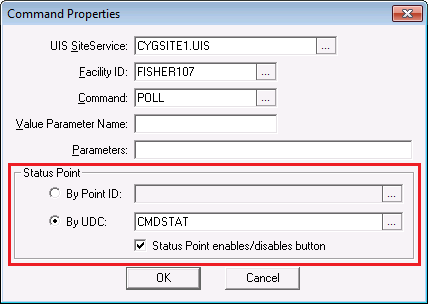 Command Properties
UIS SiteService: CYGSITE1.UIS ...
Facility ID: FISHER107 ...
Command: POLL ...
Value Parameter Name:
Parameters:
Status Point
By Point ID: ...
By UDC: CMDSTAT ...
Status Point enables/disables button
OK Cancel